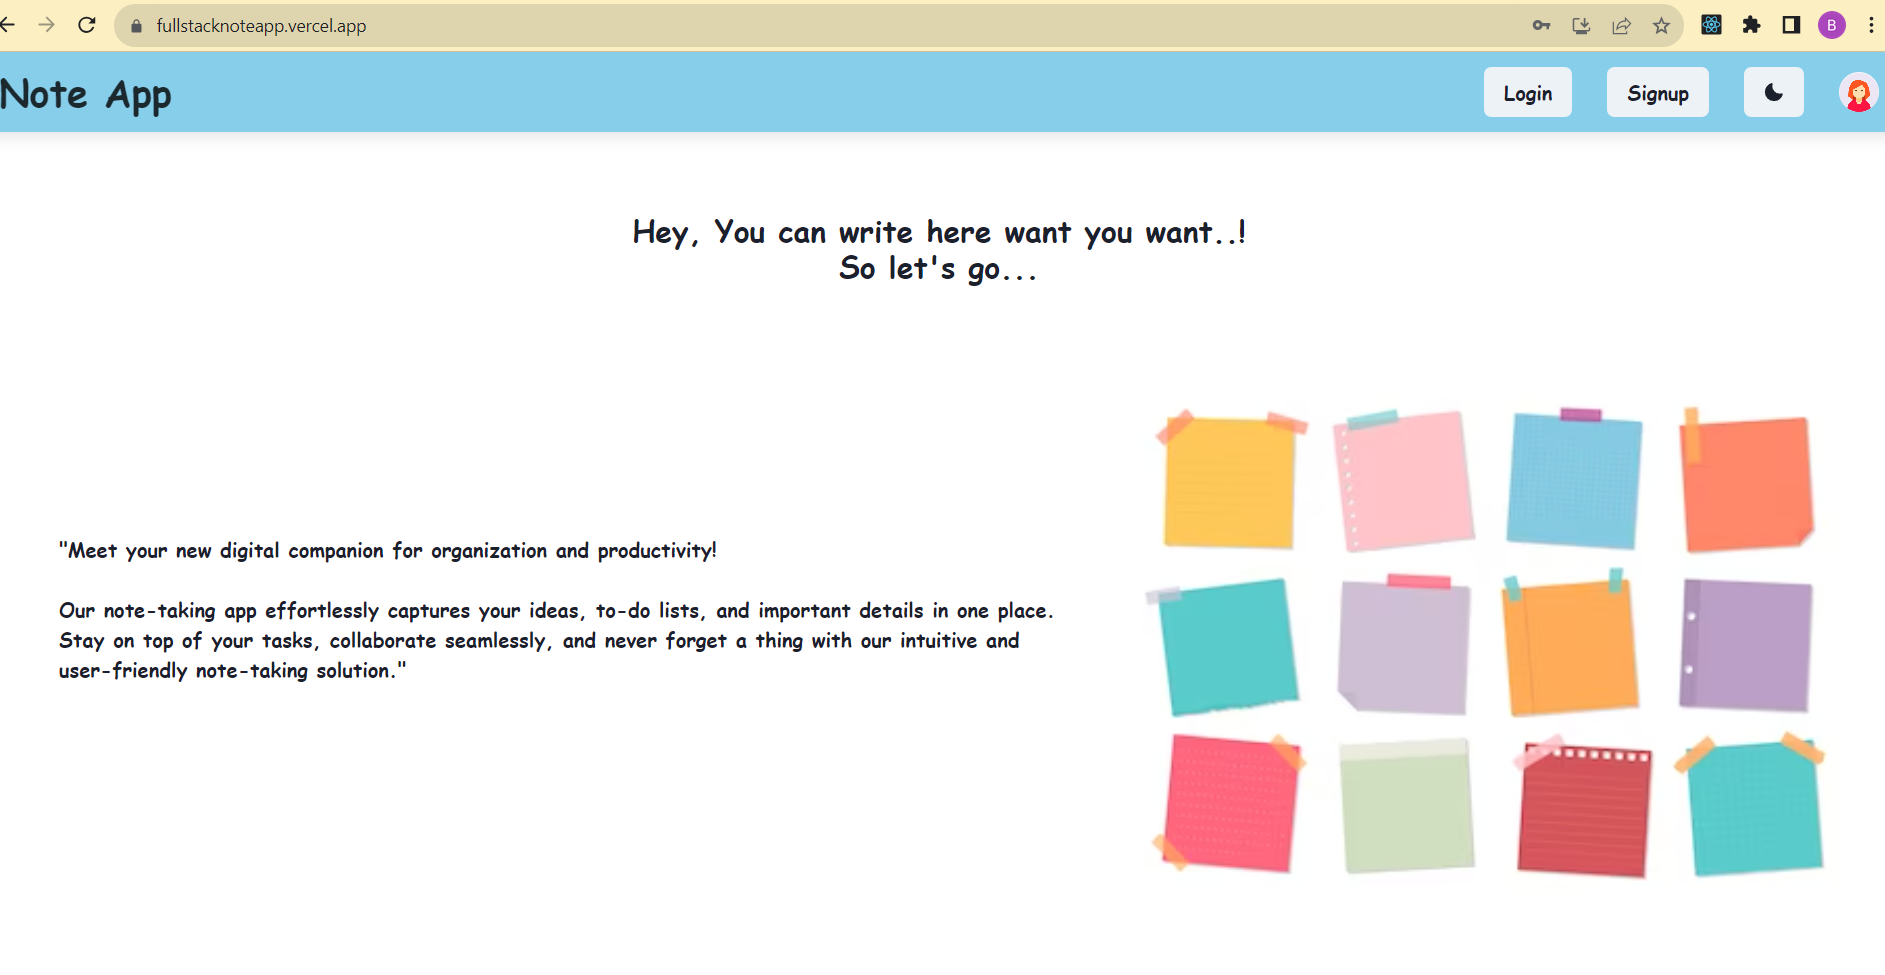 fullstacknoteapp.vercel.app
B
Note App
Login
Signup
Hey, You can write here want you want..!
So let's go...
"Meet your new digital companion for organization and productivity!
Our note-taking app effortlessly captures your ideas, to-do lists, and important details in one place.
Stay on top of your tasks, collaborate seamlessly, and never forget a thing with our intuitive and
user-friendly note-taking solution."